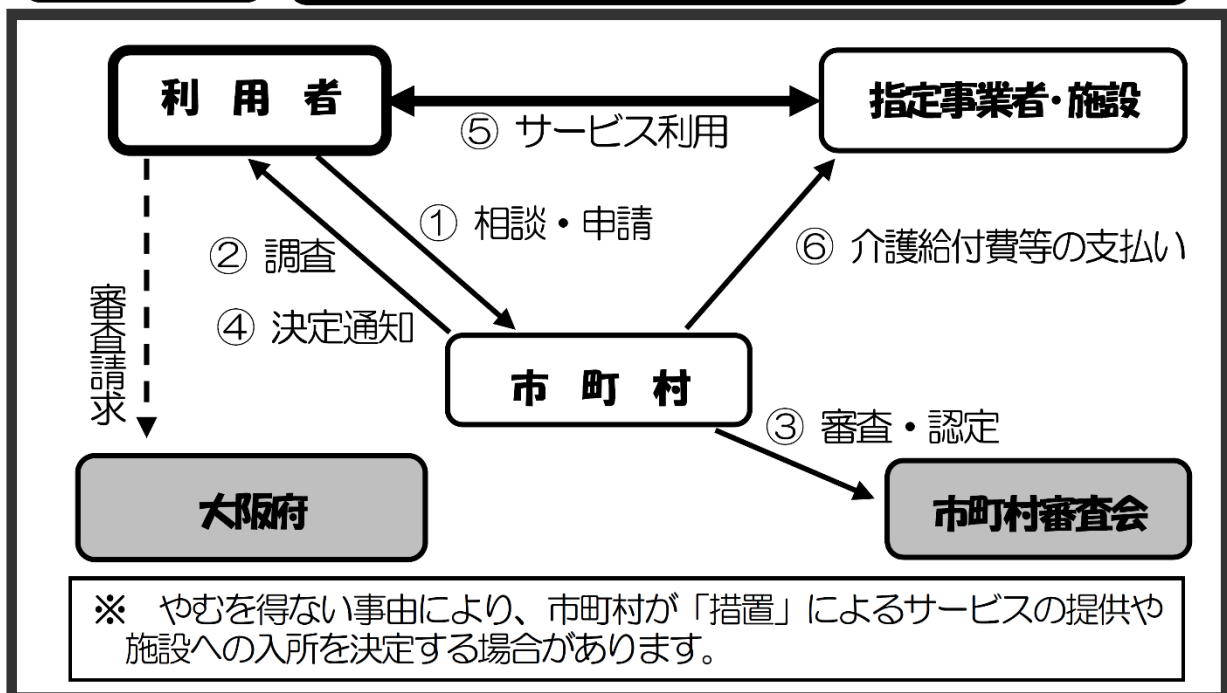 利用者
指定事業者・施設
⑤ サービス利用
① 相談・申請
② 調査
⑥ 介護給付費等の支払い
④ 決定通知
審査請求
市町村
③ 審査・認定
大阪府
市町村審査会
※ やむを得ない事由により、市町村が「措置」によるサービスの提供や
施設への入所を決定する場合があります。